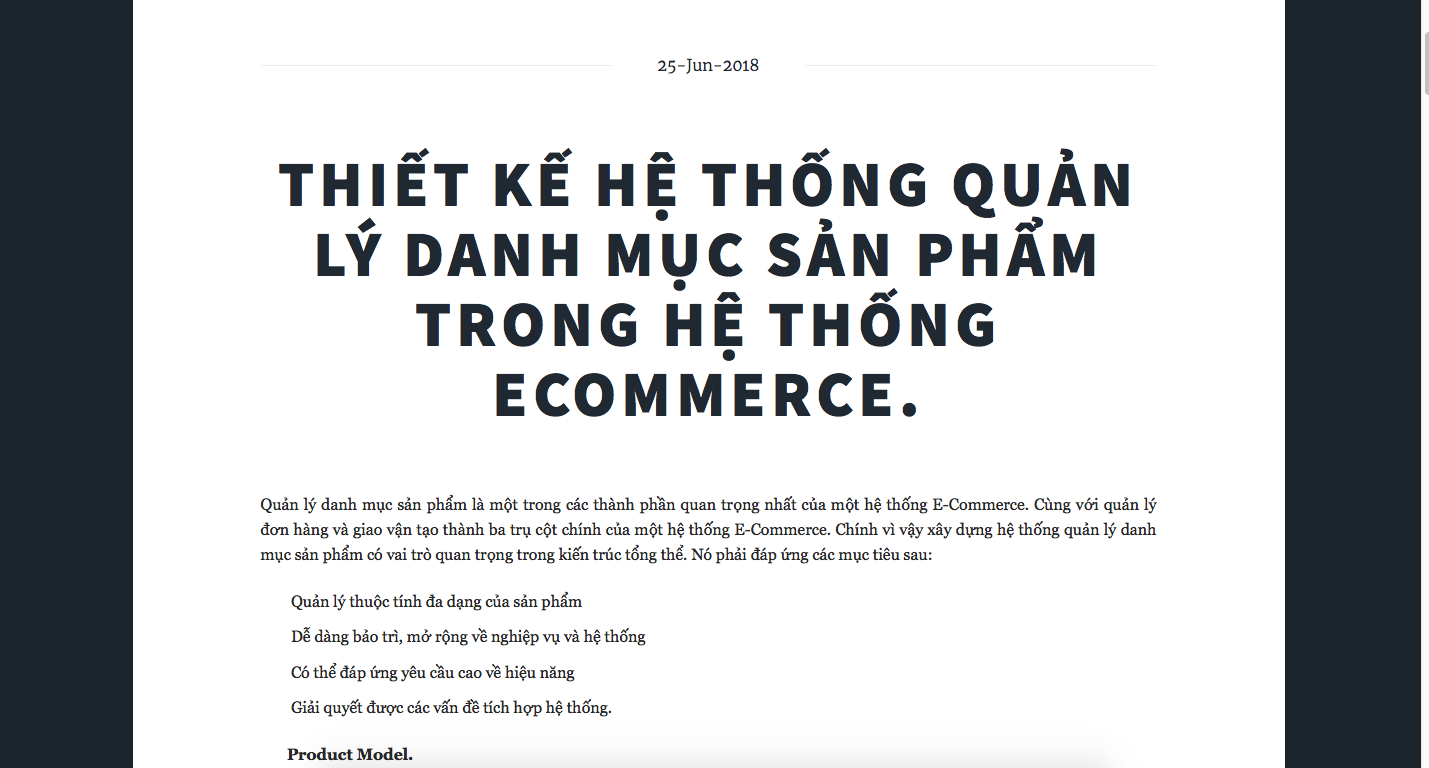 25-Jun-2018
THIẾT KẾ HỆ THỐNG QUẢN
LÝ DANH MỤC SẢN PHẨM
TRONG HỆ THỐNG
ECOMMERCE.
Quản lý danh mục sản phẩm là một trong các thành phần quan trọng nhất của một hệ thống E-Commerce. Cùng với quản lý
đơn hàng và giao vận tạo thành ba trụ cột chính của một hệ thống E-Commerce. Chính vì vậy xây dựng hệ thống quản lý danh
mục sản phẩm có vai trò quan trọng trong kiến trúc tổng thể. Nó phải đáp ứng các mục tiêu sau:
Quản lý thuộc tính đa dạng của sản phẩm
Dễ dàng bảo trì, mở rộng về nghiệp vụ và hệ thống
Có thể đáp ứng yêu cầu cao về hiệu năng
Giải quyết được các vấn đề tích hợp hệ thống.
Product Model.